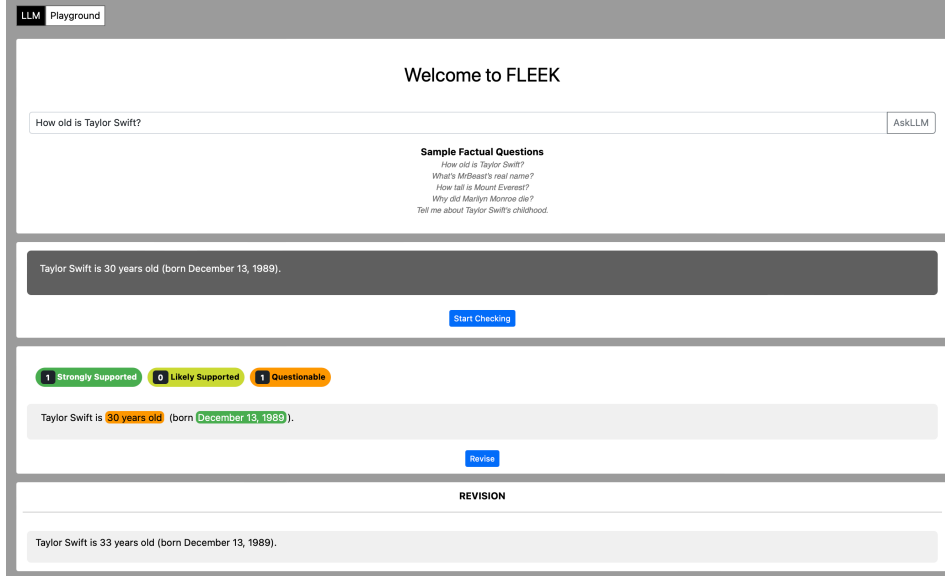 LLM Playground
Welcome to FLEEK
How old is Taylor Swift? AskLLM
Sample Factual Questions
How old is Taylor Swift?
What's MrBeast's real name?
How tall is Mount Everest?
Why did Marilyn Monroe die?
Tell me about Taylor Swift's childhood.
Taylor Swift is 30 years old (born December 13, 1989).
Start Checking
1 Strongly Supported 0 Likely Supported 1 Questionable
Taylor Swift is 30 years old (born December 13, 1989).
Revise
REVISION
Taylor Swift is 33 years old (born December 13, 1989).